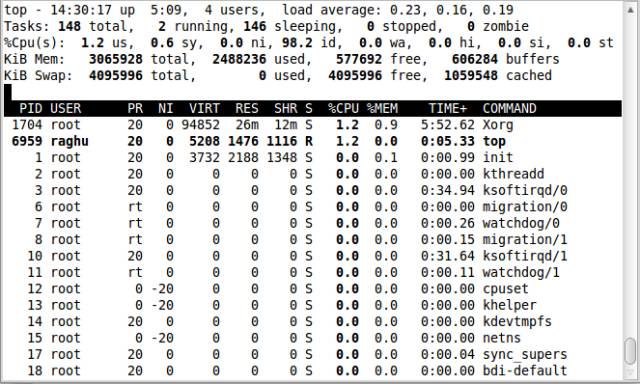 top - 14:30:17 up  5:09,  4 users,  load average: 0.23, 0.16, 0.19
Tasks: 148 total,   2 running, 146 sleeping,   0 stopped,   0 zombie
%Cpu(s):  1.2 us,  0.6 sy,  0.0 ni, 98.2 id,  0.0 wa,  0.0 hi,  0.0 si,  0.0 st
KiB Mem:   3065928 total,  2488236 used,   577692 free,   606284 buffers
KiB Swap:  4095996 total,        0 used,  4095996 free,  1059548 cached
PID USER      PR  NI  VIRT  RES  SHR S  %CPU %MEM    TIME+  COMMAND
1704 root      20   0 94852  26m  12m S   1.2  0.9   5:52.62 Xorg
6959 raghu     20   0  5208 1476 1116 R   1.2  0.0   0:05.33 top
1 root      20   0  3732 2188 1348 S   0.0  0.1   0:00.99 init
2 root      20   0     0    0    0 S   0.0  0.0   0:00.00 kthreadd
3 root      20   0     0    0    0 S   0.0  0.0   0:34.94 ksoftirqd/0
6 root      rt   0     0    0    0 S   0.0  0.0   0:00.00 migration/0
7 root      rt   0     0    0    0 S   0.0  0.0   0:00.26 watchdog/0
8 root      rt   0     0    0    0 S   0.0  0.0   0:00.15 migration/1
10 root      20   0     0    0    0 S   0.0  0.0   0:31.64 ksoftirqd/1
11 root      rt   0     0    0    0 S   0.0  0.0   0:00.11 watchdog/1
12 root       0 -20     0    0    0 S   0.0  0.0   0:00.00 cpuset
13 root       0 -20     0    0    0 S   0.0  0.0   0:00.00 khelper
14 root      20   0     0    0    0 S   0.0  0.0   0:00.00 kdevtmpfs
15 root       0 -20     0    0    0 S   0.0  0.0   0:00.00 netns
17 root      20   0     0    0    0 S   0.0  0.0   0:00.04 sync_supers
18 root      20   0     0    0    0 S   0.0  0.0   0:00.00 bdi-default